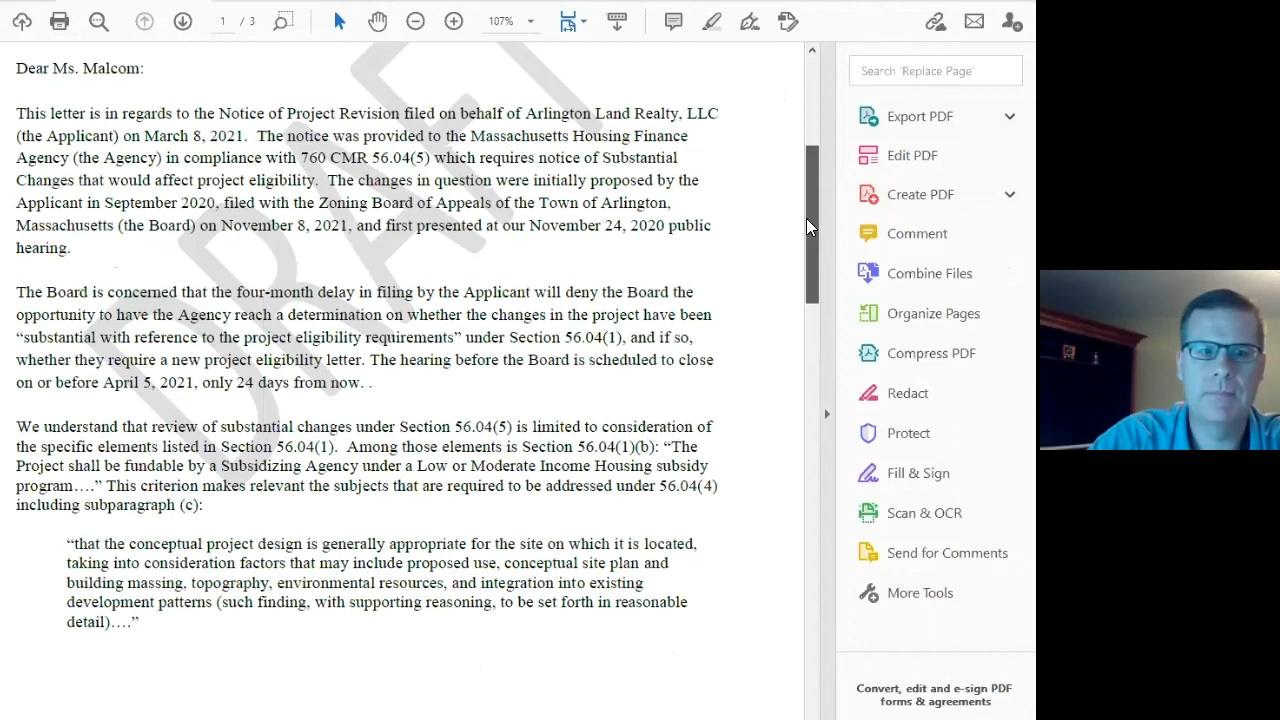 1 / 3
107%
Dear Ms. Malcom:
This letter is in regards to the Notice of Project Revision filed on behalf of Arlington Land Realty, LLC
(the Applicant) on March 8, 2021. The notice was provided to the Massachusetts Housing Finance
Agency (the Agency) in compliance with 760 CMR 56.04(5) which requires notice of Substantial
Changes that would affect project eligibility. The changes in question were initially proposed by the
Applicant in September 2020, filed with the Zoning Board of Appeals of the Town of Arlington,
Massachusetts (the Board) on November 8, 2021, and first presented at our November 24, 2020 public
hearing.
The Board is concerned that the four-month delay in filing by the Applicant will deny the Board the
opportunity to have the Agency reach a determination on whether the changes in the project have been
“substantial with reference to the project eligibility requirements” under Section 56.04(1), and if so,
whether they require a new project eligibility letter. The hearing before the Board is scheduled to close
on or before April 5, 2021, only 24 days from now. .
We understand that review of substantial changes under Section 56.04(5) is limited to consideration of
the specific elements listed in Section 56.04(1). Among those elements is Section 56.04(1)(b): “The
Project shall be fundable by a Subsidizing Agency under a Low or Moderate Income Housing subsidy
program….” This criterion makes relevant the subjects that are required to be addressed under 56.04(4)
including subparagraph (c):
“that the conceptual project design is generally appropriate for the site on which it is located,
taking into consideration factors that may include proposed use, conceptual site plan and
building massing, topography, environmental resources, and integration into existing
development patterns (such finding, with supporting reasoning, to be set forth in reasonable
detail)….”
DRAFT
Search 'Replace Page'
Export PDF
Edit PDF
Create PDF
Comment
Combine Files
Organize Pages
Compress PDF
Redact
Protect
Fill & Sign
Scan & OCR
Send for Comments
More Tools
Convert, edit and e-sign PDF
forms & agreements